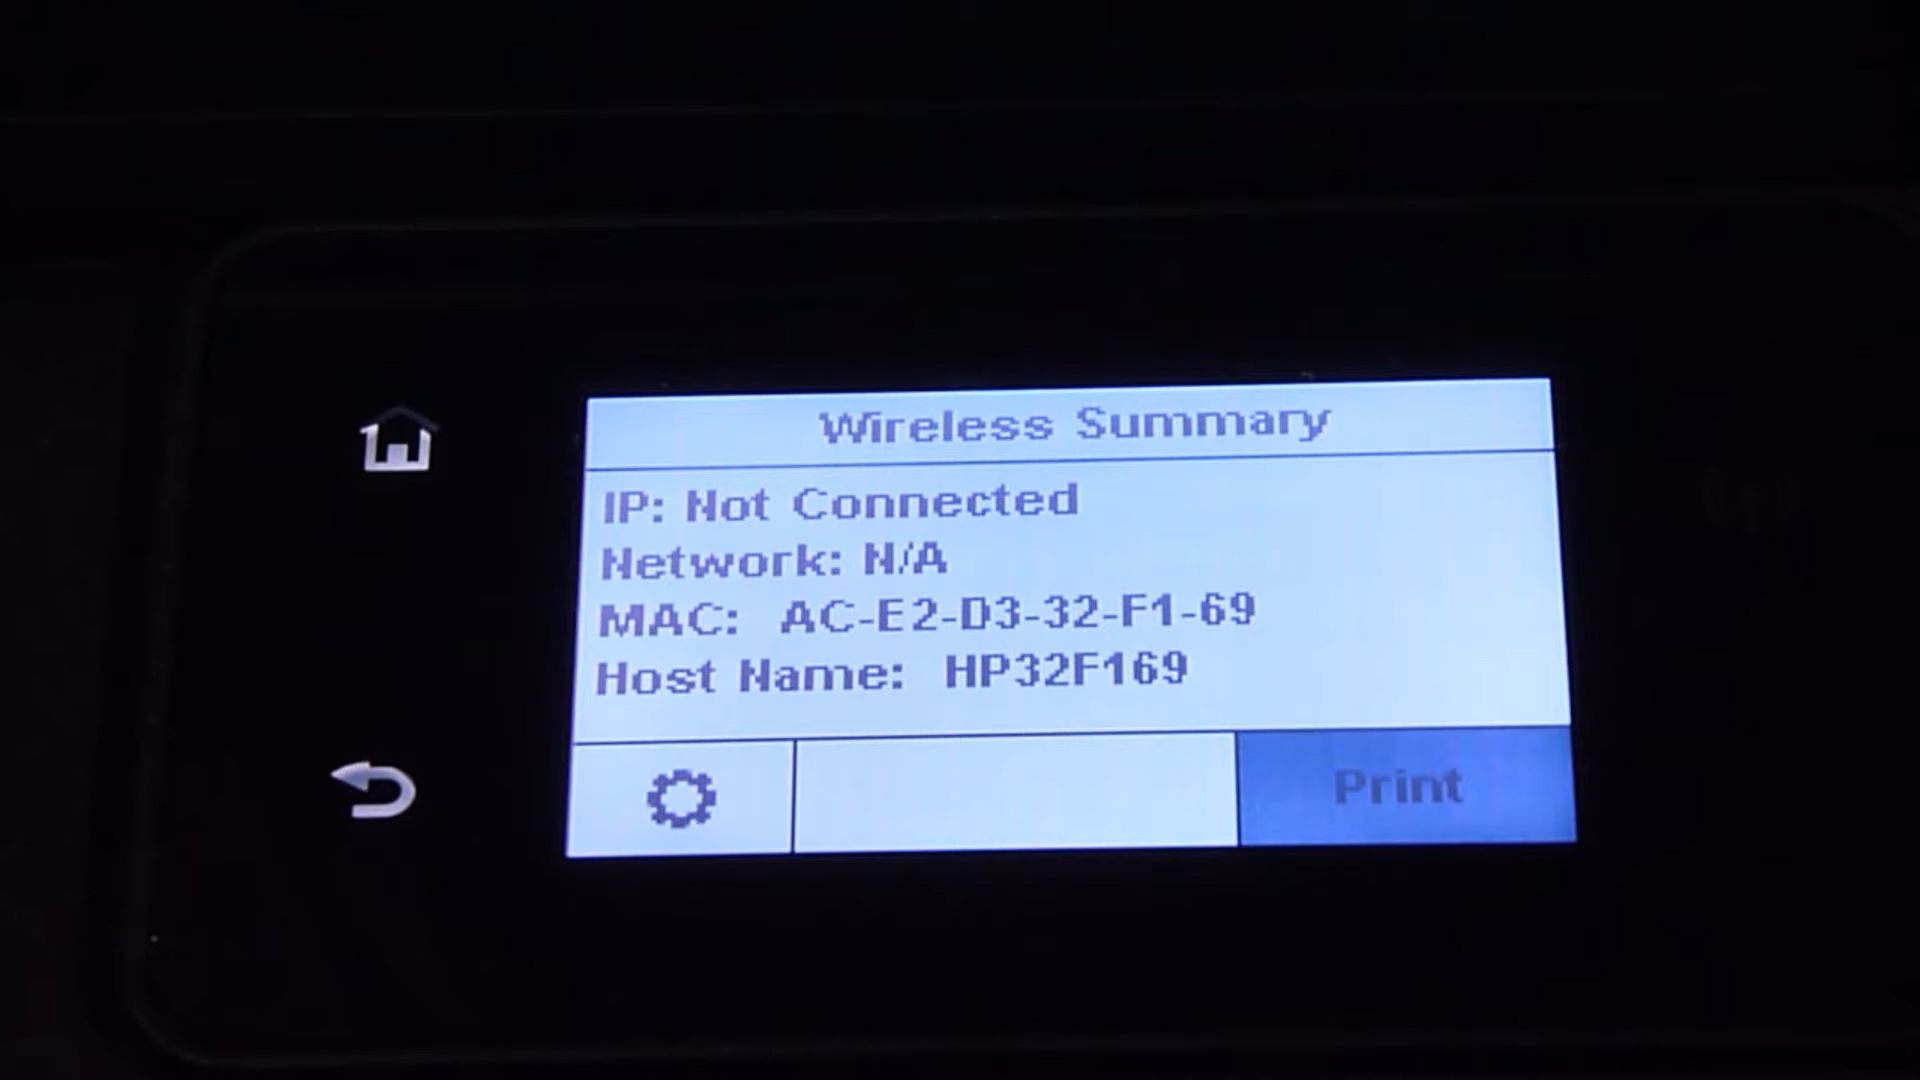 Wireless Summary
IP: Not Connected
Network: N/A
MAC: AC-E2-D3-32-F1-69
Host Name: HP32F169
Print